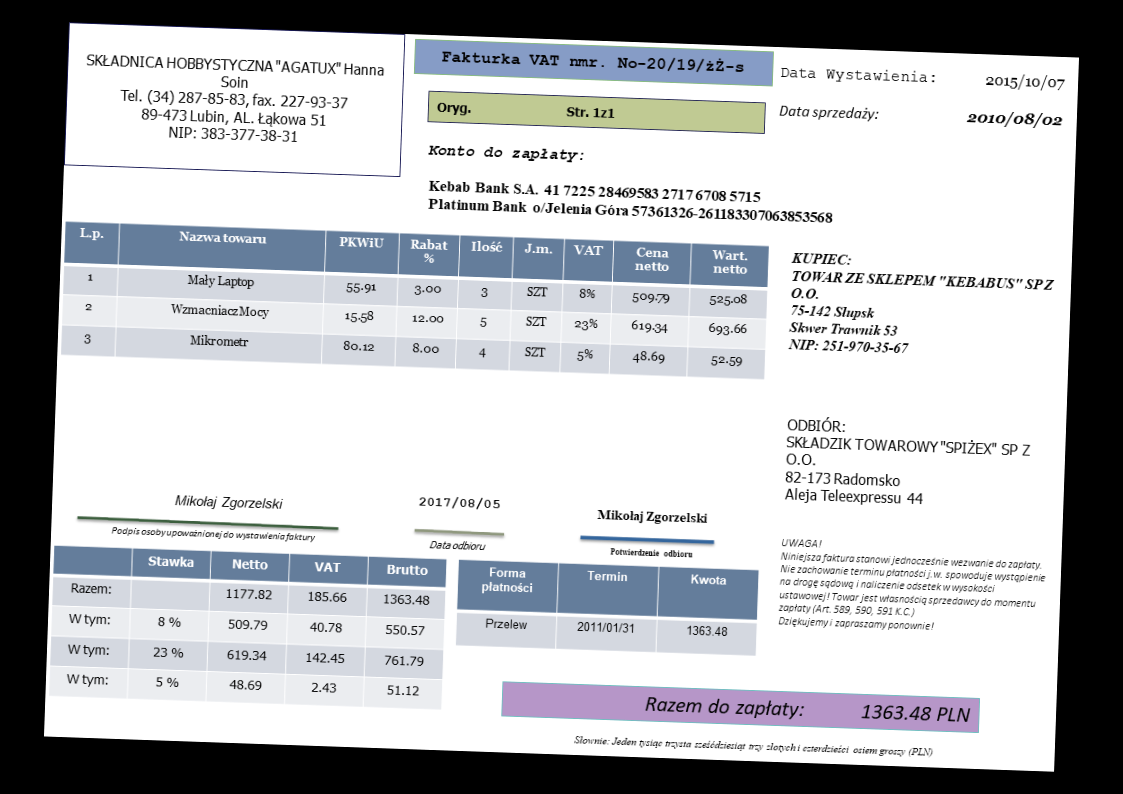 SKŁADNICA HOBBYSTYCZNA "AGATUX" Hanna
Soin
Tel. (34) 287-85-83, fax. 227-93-37
89-473 Lubin, AL. Łąkowa 51
NIP: 383-377-38-31
Fakturka VAT nmr. No-20/19/żŻ-s
Oryg. Str. 1z1
Data Wystawienia: 2015/10/07
Data sprzedaży: 2010/08/02
Konto do zapłaty:
Kebab Bank S.A. 41 7225 28469583 2717 6708 5715
Platinum Bank o/Jelenia Góra 57361326-261183307063853568
L.p. Nazwa towaru PKWiU Rabat % Ilość J.m. VAT Cena netto Wart. netto
1 Mały Laptop 55.91 3.00 3 SZT 8% 509.79 525.08
2 Wzmacniacz Mocy 15.58 12.00 5 SZT 23% 619.34 693.66
3 Mikrometr 80.12 8.00 4 SZT 5% 48.69 52.59
KUPIEC:
TOWAR ZE SKLEPEM "KEBABUS" SP Z
O.O.
75-142 Słupsk
Skwer Trawnik 53
NIP: 251-970-35-67
ODBIÓR:
SKŁADZIK TOWAROWY "SPIŻEX" SP Z
O.O.
82-173 Radomsko
Aleja Teleexpressu 44
Mikołaj Zgorzelski
Podpis osoby upoważnionej do wystawienia faktury
2017/08/05
Data odbioru
Mikołaj Zgorzelski
Potwierdzenie odbioru
UWAGA!
Niniejsza faktura stanowi jednocześnie wezwanie do zapłaty.
Nie zachowanie terminu płatności j.w. spowoduje wystąpienie
na drogę sądową i naliczenie odsetek w wysokości
ustawowej! Towar jest własnością sprzedawcy do momentu
zapłaty (Art. 589, 590, 591 K.C.)
Dziękujemy i zapraszamy ponownie!
Stawka Netto VAT Brutto
Razem: 1177.82 185.66 1363.48
W tym: 8 % 509.79 40.78 550.57
W tym: 23 % 619.34 142.45 761.79
W tym: 5 % 48.69 2.43 51.12
Forma płatności Termin Kwota
Przelew 2011/01/31 1363.48
Razem do zapłaty: 1363.48 PLN
Słownie: Jeden tysiąc trzysta sześćdziesiąt trzy złotych i czterdzieści osiem groszy (PLN)